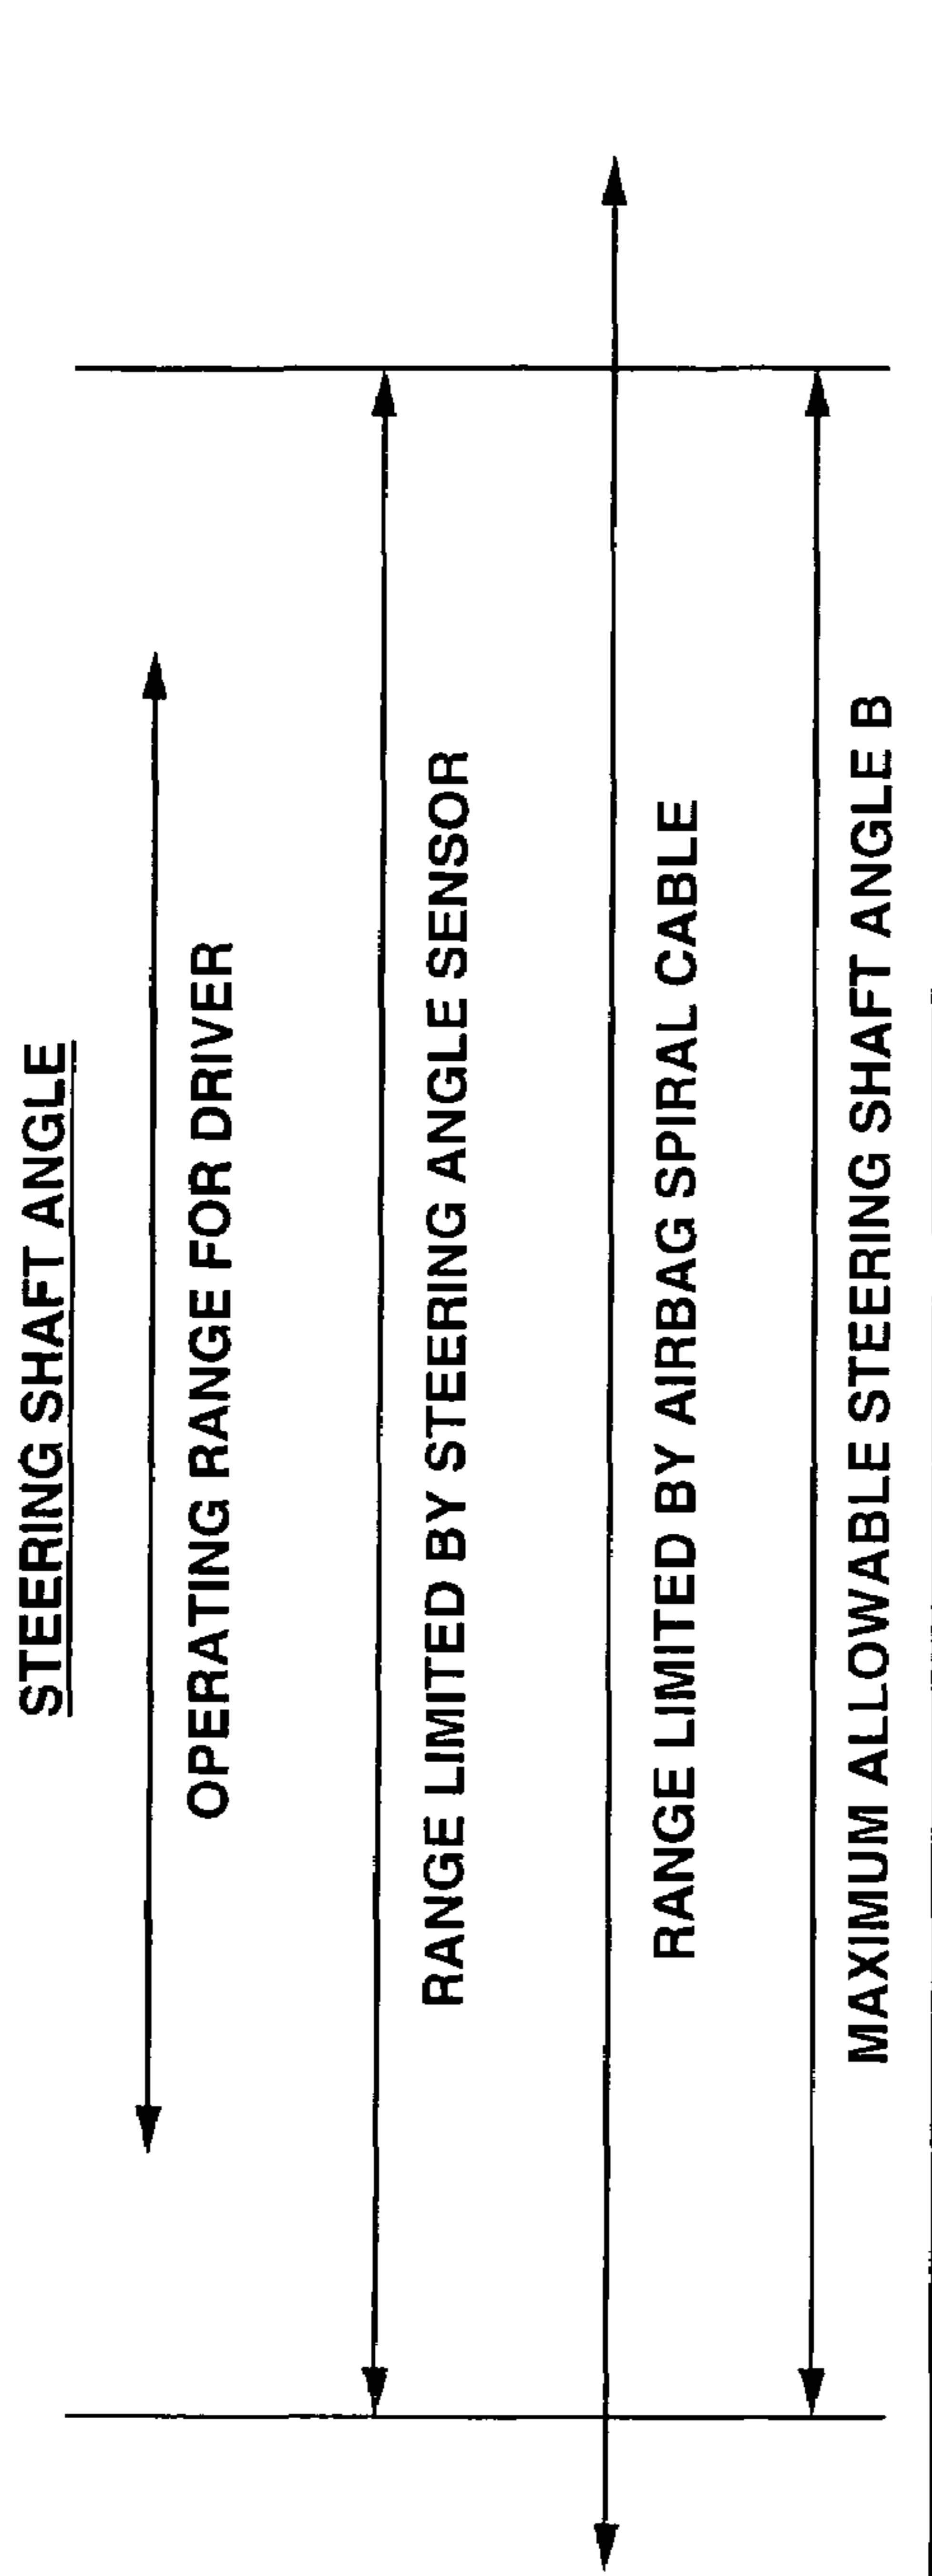 STEERING SHAFT ANGLE
OPERATING RANGE FOR DRIVER
RANGE LIMITED BY STEERING ANGLE SENSOR
RANGE LIMITED BY AIRBAG SPIRAL CABLE
MAXIMUM ALLOWABLE STEERING SHAFT ANGLE B